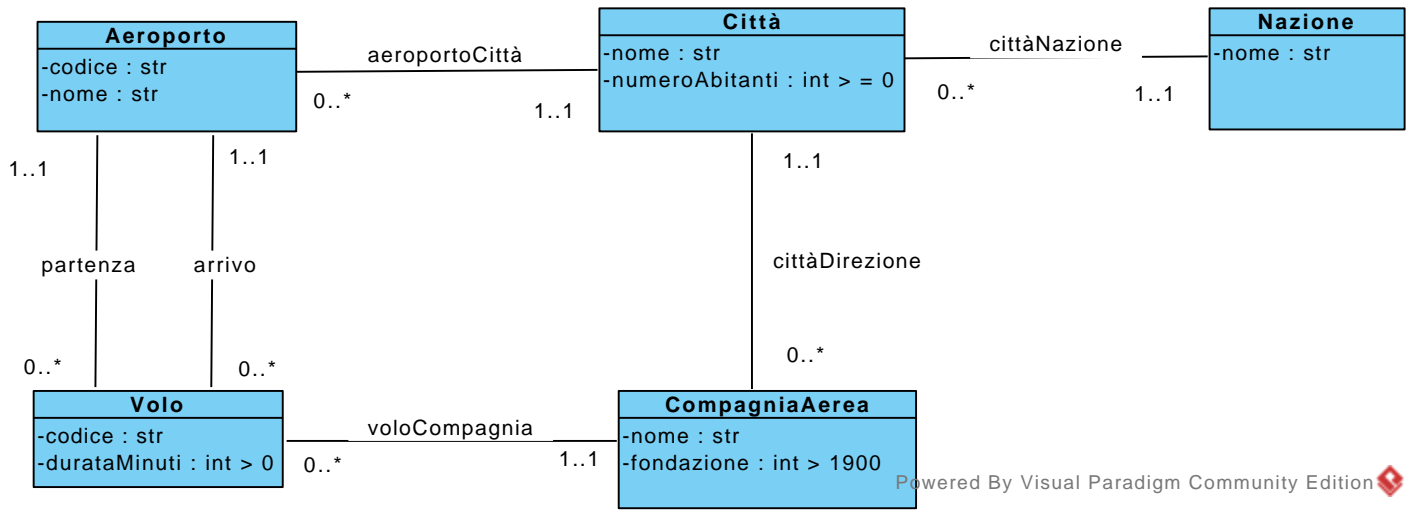 Aeroporto
-codice : str
-nome : str
aeroportoCittà
0..*
1..1
Città
-nome : str
-numeroAbitanti : int > = 0
cittàNazione
0..*
1..1
Nazione
-nome : str
1..1
1..1
1..1
partenza
arrivo
cittàDirezione
0..*
0..*
0..*
Volo
-codice : str
-durataMinuti : int > 0
voloCompagnia
0..*
1..1
CompagniaAerea
-nome : str
-fondazione : int > 1900
Powered By Visual Paradigm Community Edition